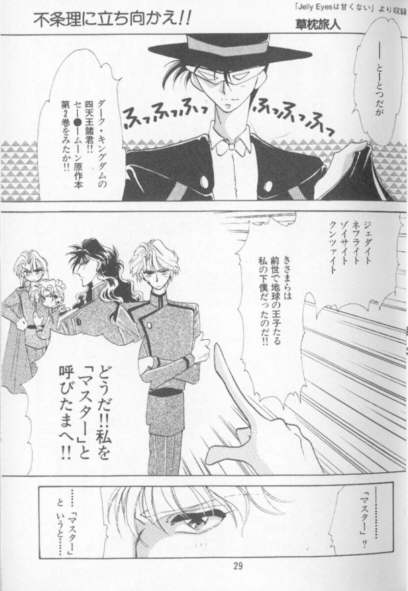 不条理に立ち向かえ!!
「Jelly Eyesは甘くない」より収録
草枕旅人
――とーとつだが
ふっふっふっ
ふっふっふっ
ダーク・キングダムの
四天王諸君!!
セー●ームーン原作本
第2巻をみたか!!
ジェダイト
ネフライト
ゾイサイト
クンツァイト
きさまらは
前世で地球の王子たる
私の下僕だったのだ!!
どうだ!!私を
「マスター」と
呼びたまへ!!
……「マスター」?
……「マスター」
と いうと……
29